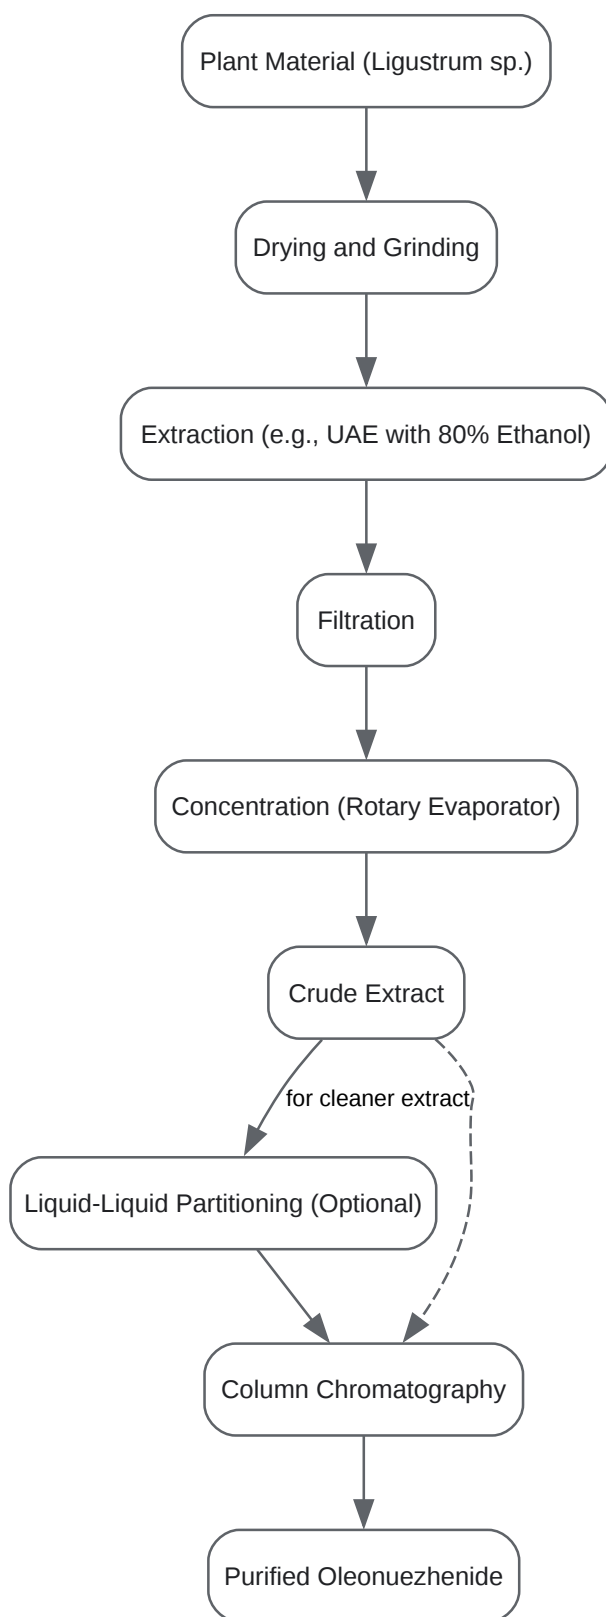 Plant Material (Ligustrum sp.)
Drying and Grinding
Extraction (e.g., UAE with 80% Ethanol)
Filtration
Concentration (Rotary Evaporator)
Crude Extract
for cleaner extract
Liquid-Liquid Partitioning (Optional)
Column Chromatography
Purified Oleonuezhenide